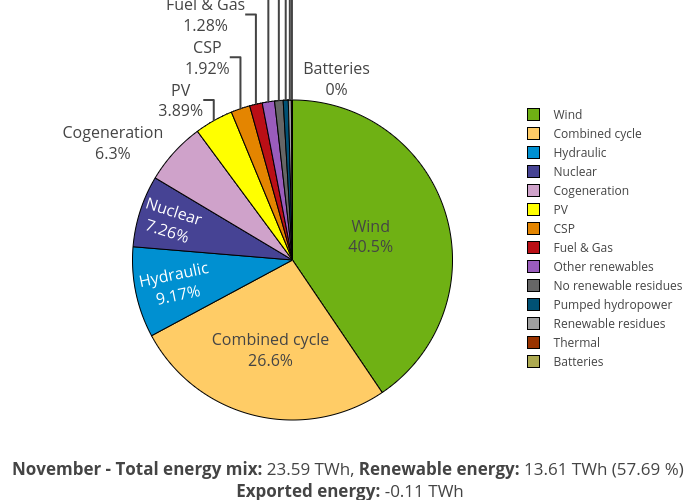 Fuel & Gas
1.28%
CSP
1.92%
Batteries
0%
PV
3.89%
Cogeneration
6.3%
Nuclear
7.26%
Hydraulic
9.17%
Wind
40.5%
Combined cycle
26.6%
Wind
Combined cycle
Hydraulic
Nuclear
Cogeneration
PV
CSP
Fuel & Gas
Other renewables
No renewable residues
Pumped hydropower
Renewable residues
Thermal
Batteries
November - Total energy mix: 23.59 TWh, Renewable energy: 13.61 TWh (57.69 %)
Exported energy: -0.11 TWh